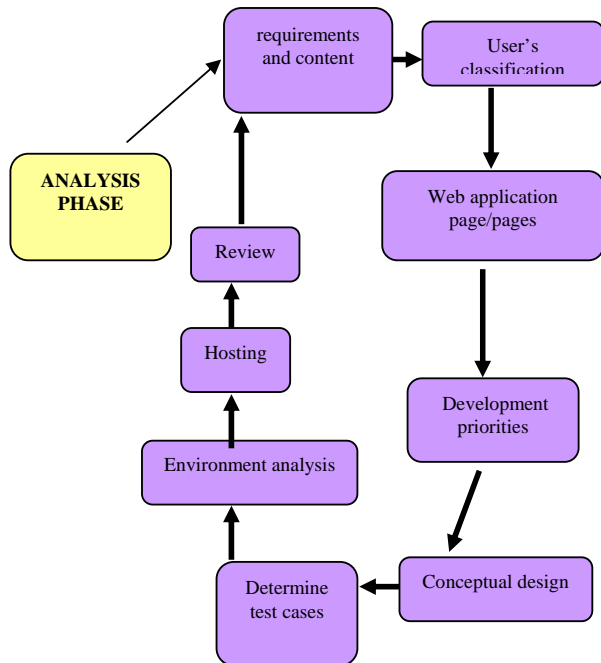 requirements
and content
User's
classification
ANALYSIS
PHASE
Web application
page/pages
Review
Hosting
Development
priorities
Environment analysis
Conceptual design
Determine
test cases